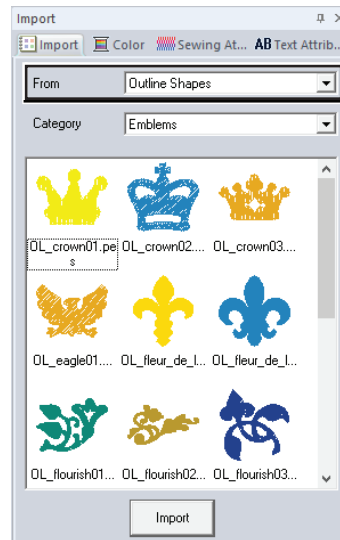 Import
Import Color Sewing At... AB Text Attrib..
From Outline Shapes
Category Emblems
OL_crown01.pe OL_crown02.... OL_crown03....
s
OL_eagle01.... OL_fleur_de_l... OL_fleur_de_l...
OL_flourish01... OL_flourish02... OL_flourish03...
Import